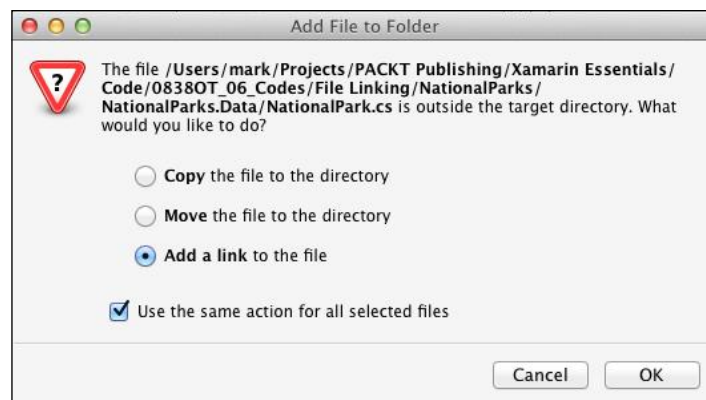 Add File to Folder
?
The file /Users/mark/Projects/PACKT Publishing/Xamarin Essentials/
Code/0838OT_06_Codes/File Linking/NationalParks/
NationalParks.Data/NationalPark.cs is outside the target directory. What
would you like to do?
Copy the file to the directory
Move the file to the directory
Add a link to the file
Use the same action for all selected files
Cancel
OK